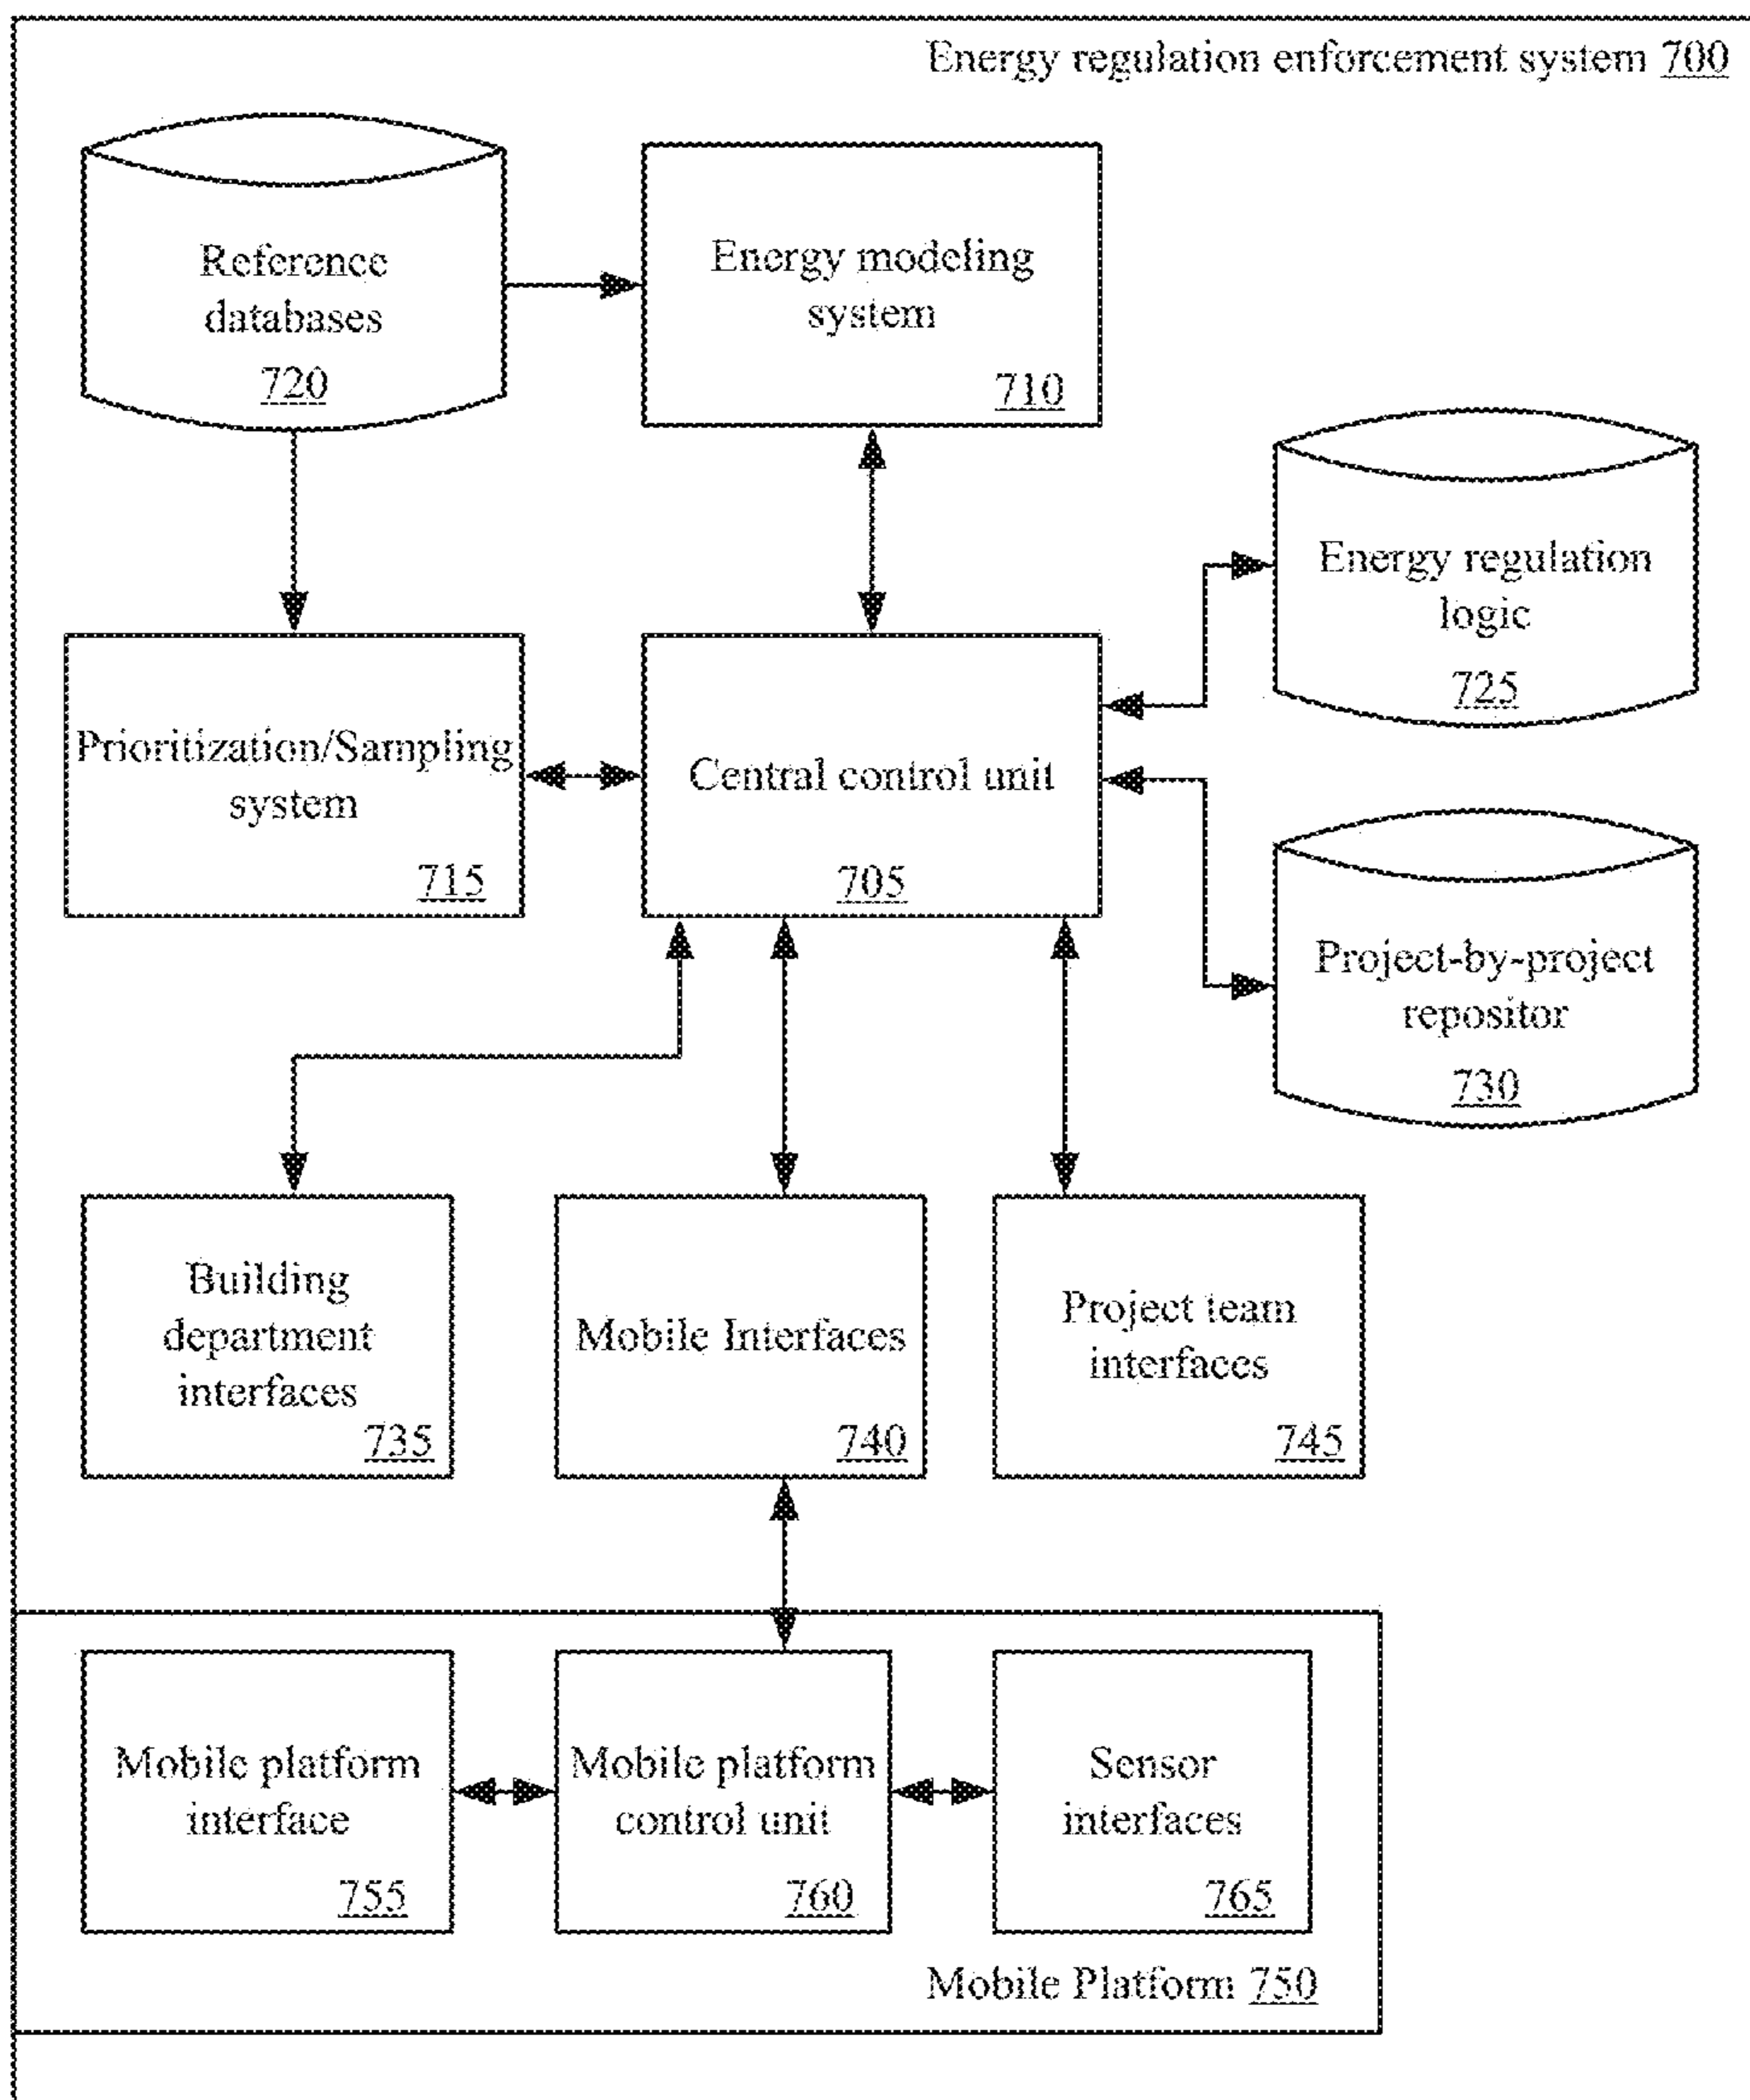 Energy regulation enforcement system 700
Reference
databases
720
Energy modeling
system
710
Energy regulation
logic
725
Prioritization/Sampling
system
715
Central control unit
705
Project-by-project
repositor
730
Building
department
interfaces
735
Mobile Interfaces
740
Project team
interfaces
745
Mobile platform
interface
755
Mobile platform
control unit
760
Sensor
interfaces
765
Mobile Platform 750